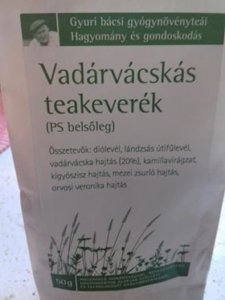 Gyuri bácsi gyógynövényteái
Hagyomány és gondoskodás
Vadárvácskás
teakeverék
(PS belsőleg)
Összetevők: diólevél, lándzsás útifűlevél,
vadárvácska hajtás (20%), kamillavirágzat,
kígyószisz hajtás, mezei zsurló hajtás,
orvosi veronika hajtás
50 g